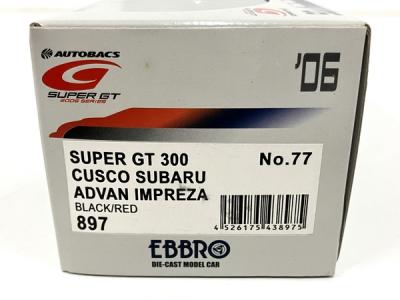 AUTOBACS
SUPER GT
2006 SERIES
'06
SUPER GT 300 No.77
CUSCO SUBARU
ADVAN IMPREZA
BLACK/RED
897
4 526175 438975
EBBRO
DIE-CAST MODEL CAR